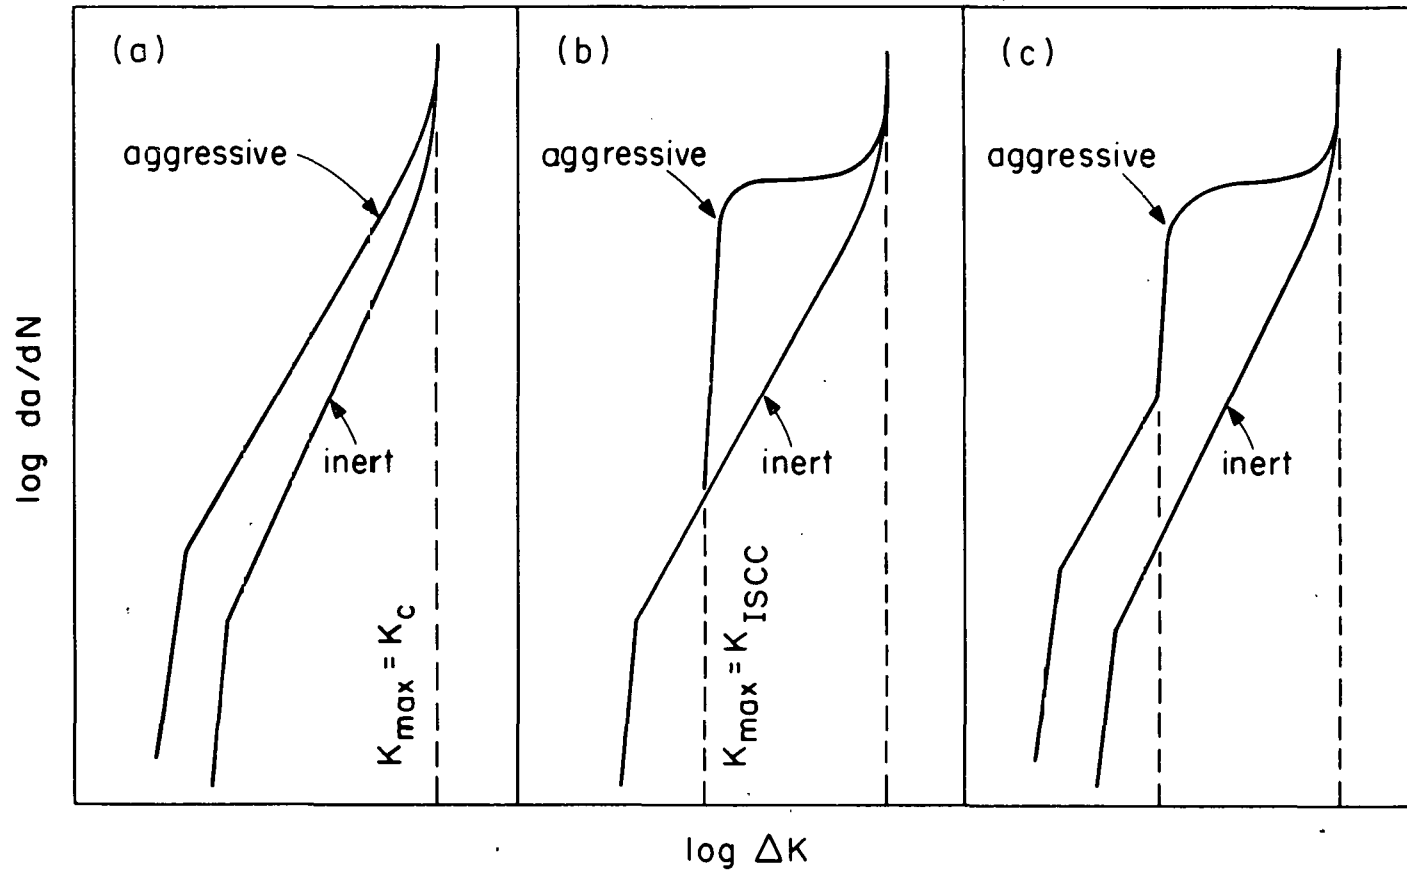 (a)
aggressive
inert
K_max = K_C
(b)
aggressive
inert
K_max = K_ISCC
(c)
aggressive
inert
log da/dN
log ΔK